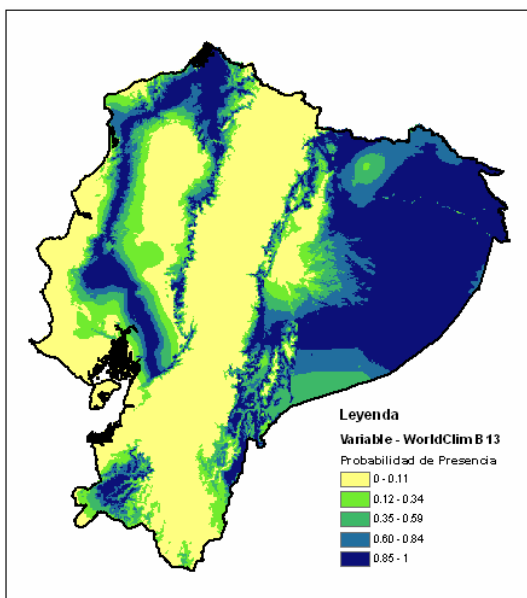 Leyenda
Variable - WorldClim B 13
Probabilidad de Presencia
0 - 0.11
0.12 - 0.34
0.35 - 0.59
0.60 - 0.84
0.85 - 1